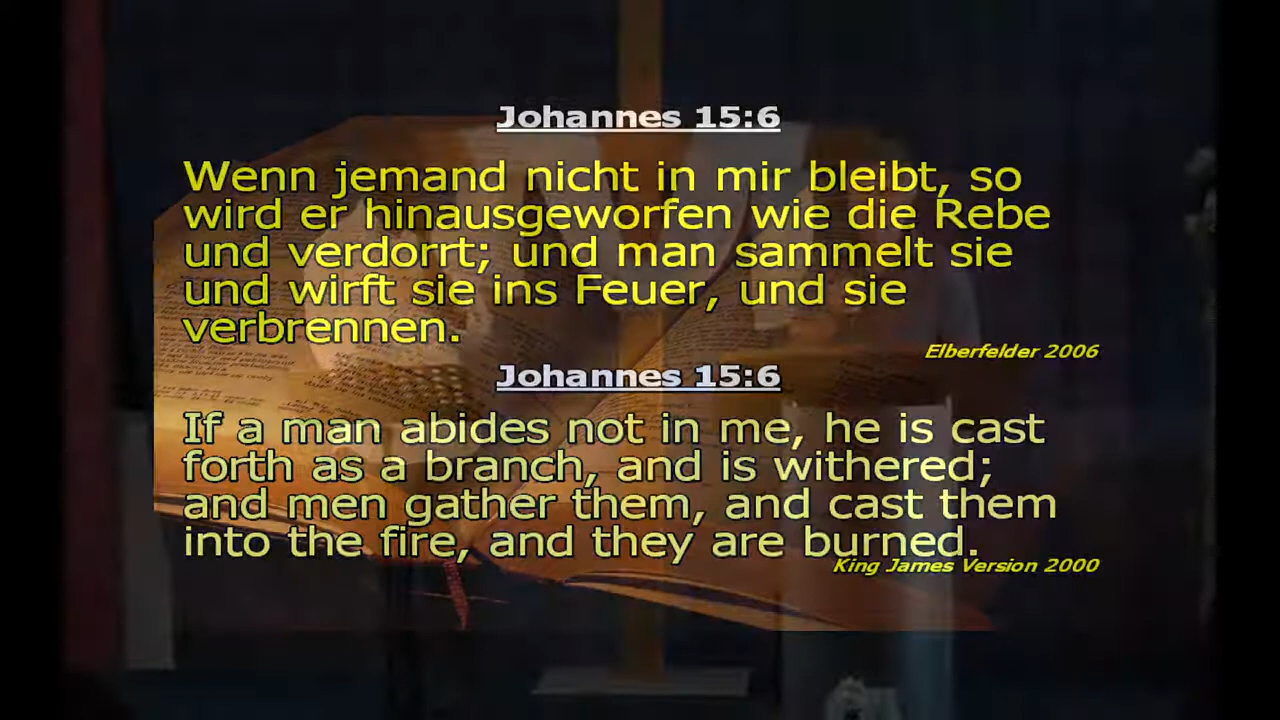 Johannes 15:6
Wenn jemand nicht in mir bleibt, so
wird er hinausgeworfen wie die Rebe
und verdorrt; und man sammelt sie
und wirft sie ins Feuer, und sie
verbrennen.
Elberfelder 2006
Johannes 15:6
If a man abides not in me, he is cast
forth as a branch, and is withered;
and men gather them, and cast them
into the fire, and they are burned.
King James Version 2000